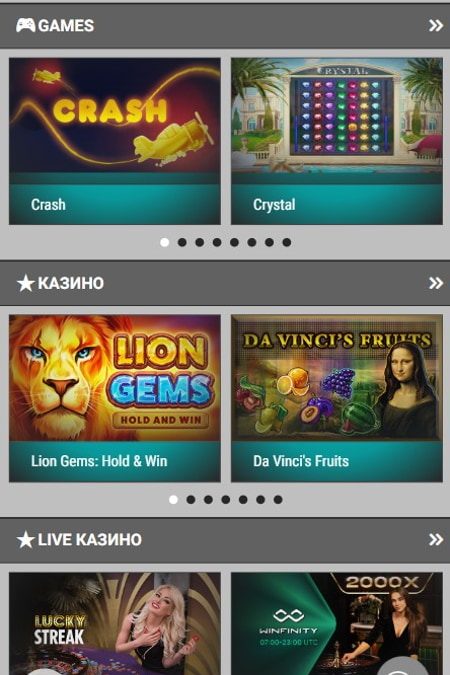 GAMES
CRASH
CRYSTAL
Crash
Crystal
КАЗИНО
LION
GEMS
HOLD AND WIN
DA VINCI'S FRUITS
Lion Gems: Hold & Win
Da Vinci's Fruits
LIVE КАЗИНО
2000X
LUCKY
STREAK
WINFINITY
07:00-23:00 UTC